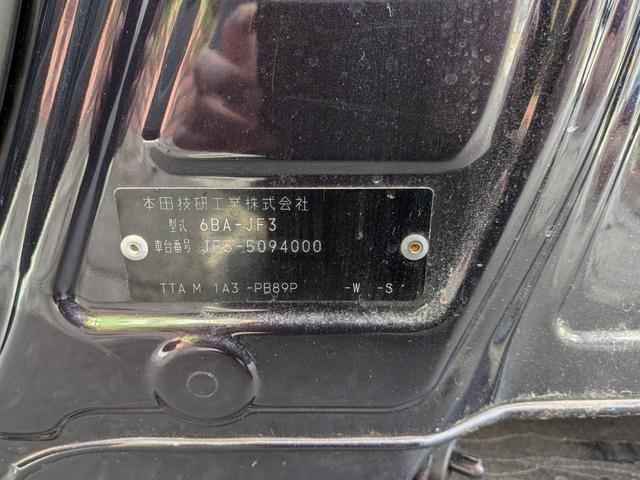 本田技研工業株式会社
型式 6BA-JF3
車台番号 JF3-5094000
TTA M 1A3 -PB89P -W -S